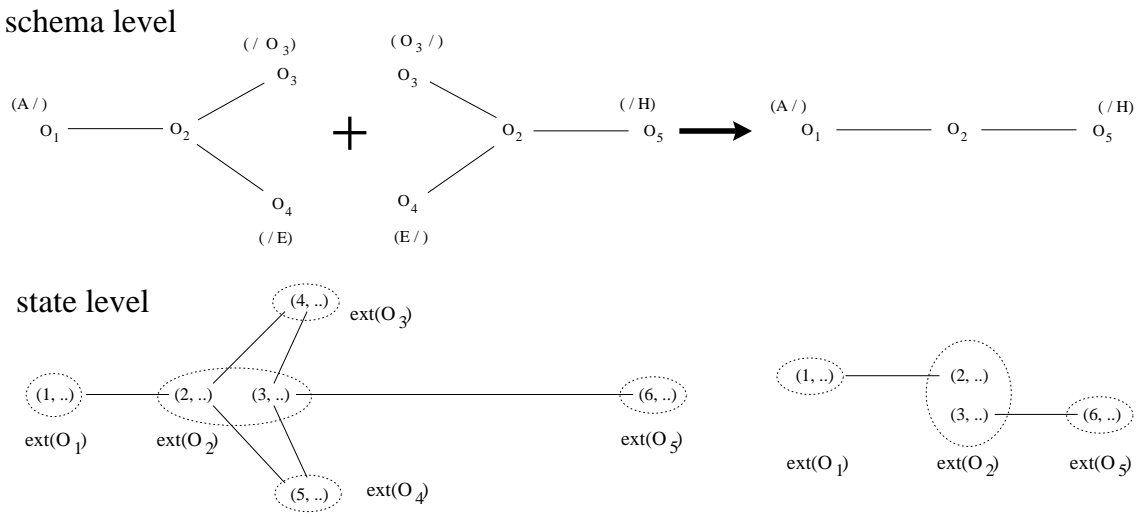 schema level
( / O3) (O3 / )
O3 O3
(A / ) ( / H) (A / ) ( / H)
O1 O2 + O2 O5 O1 O2 O5
O4 O4
( / E) (E / )
state level
(4, ..) ext(O3)
(1, ..) (2, ..)
(1, ..) (2, ..) (3, ..) (6, ..) (3, ..) (6, ..)
ext(O1) ext(O2) ext(O5) ext(O1) ext(O2) ext(O5)
(5, ..) ext(O4)